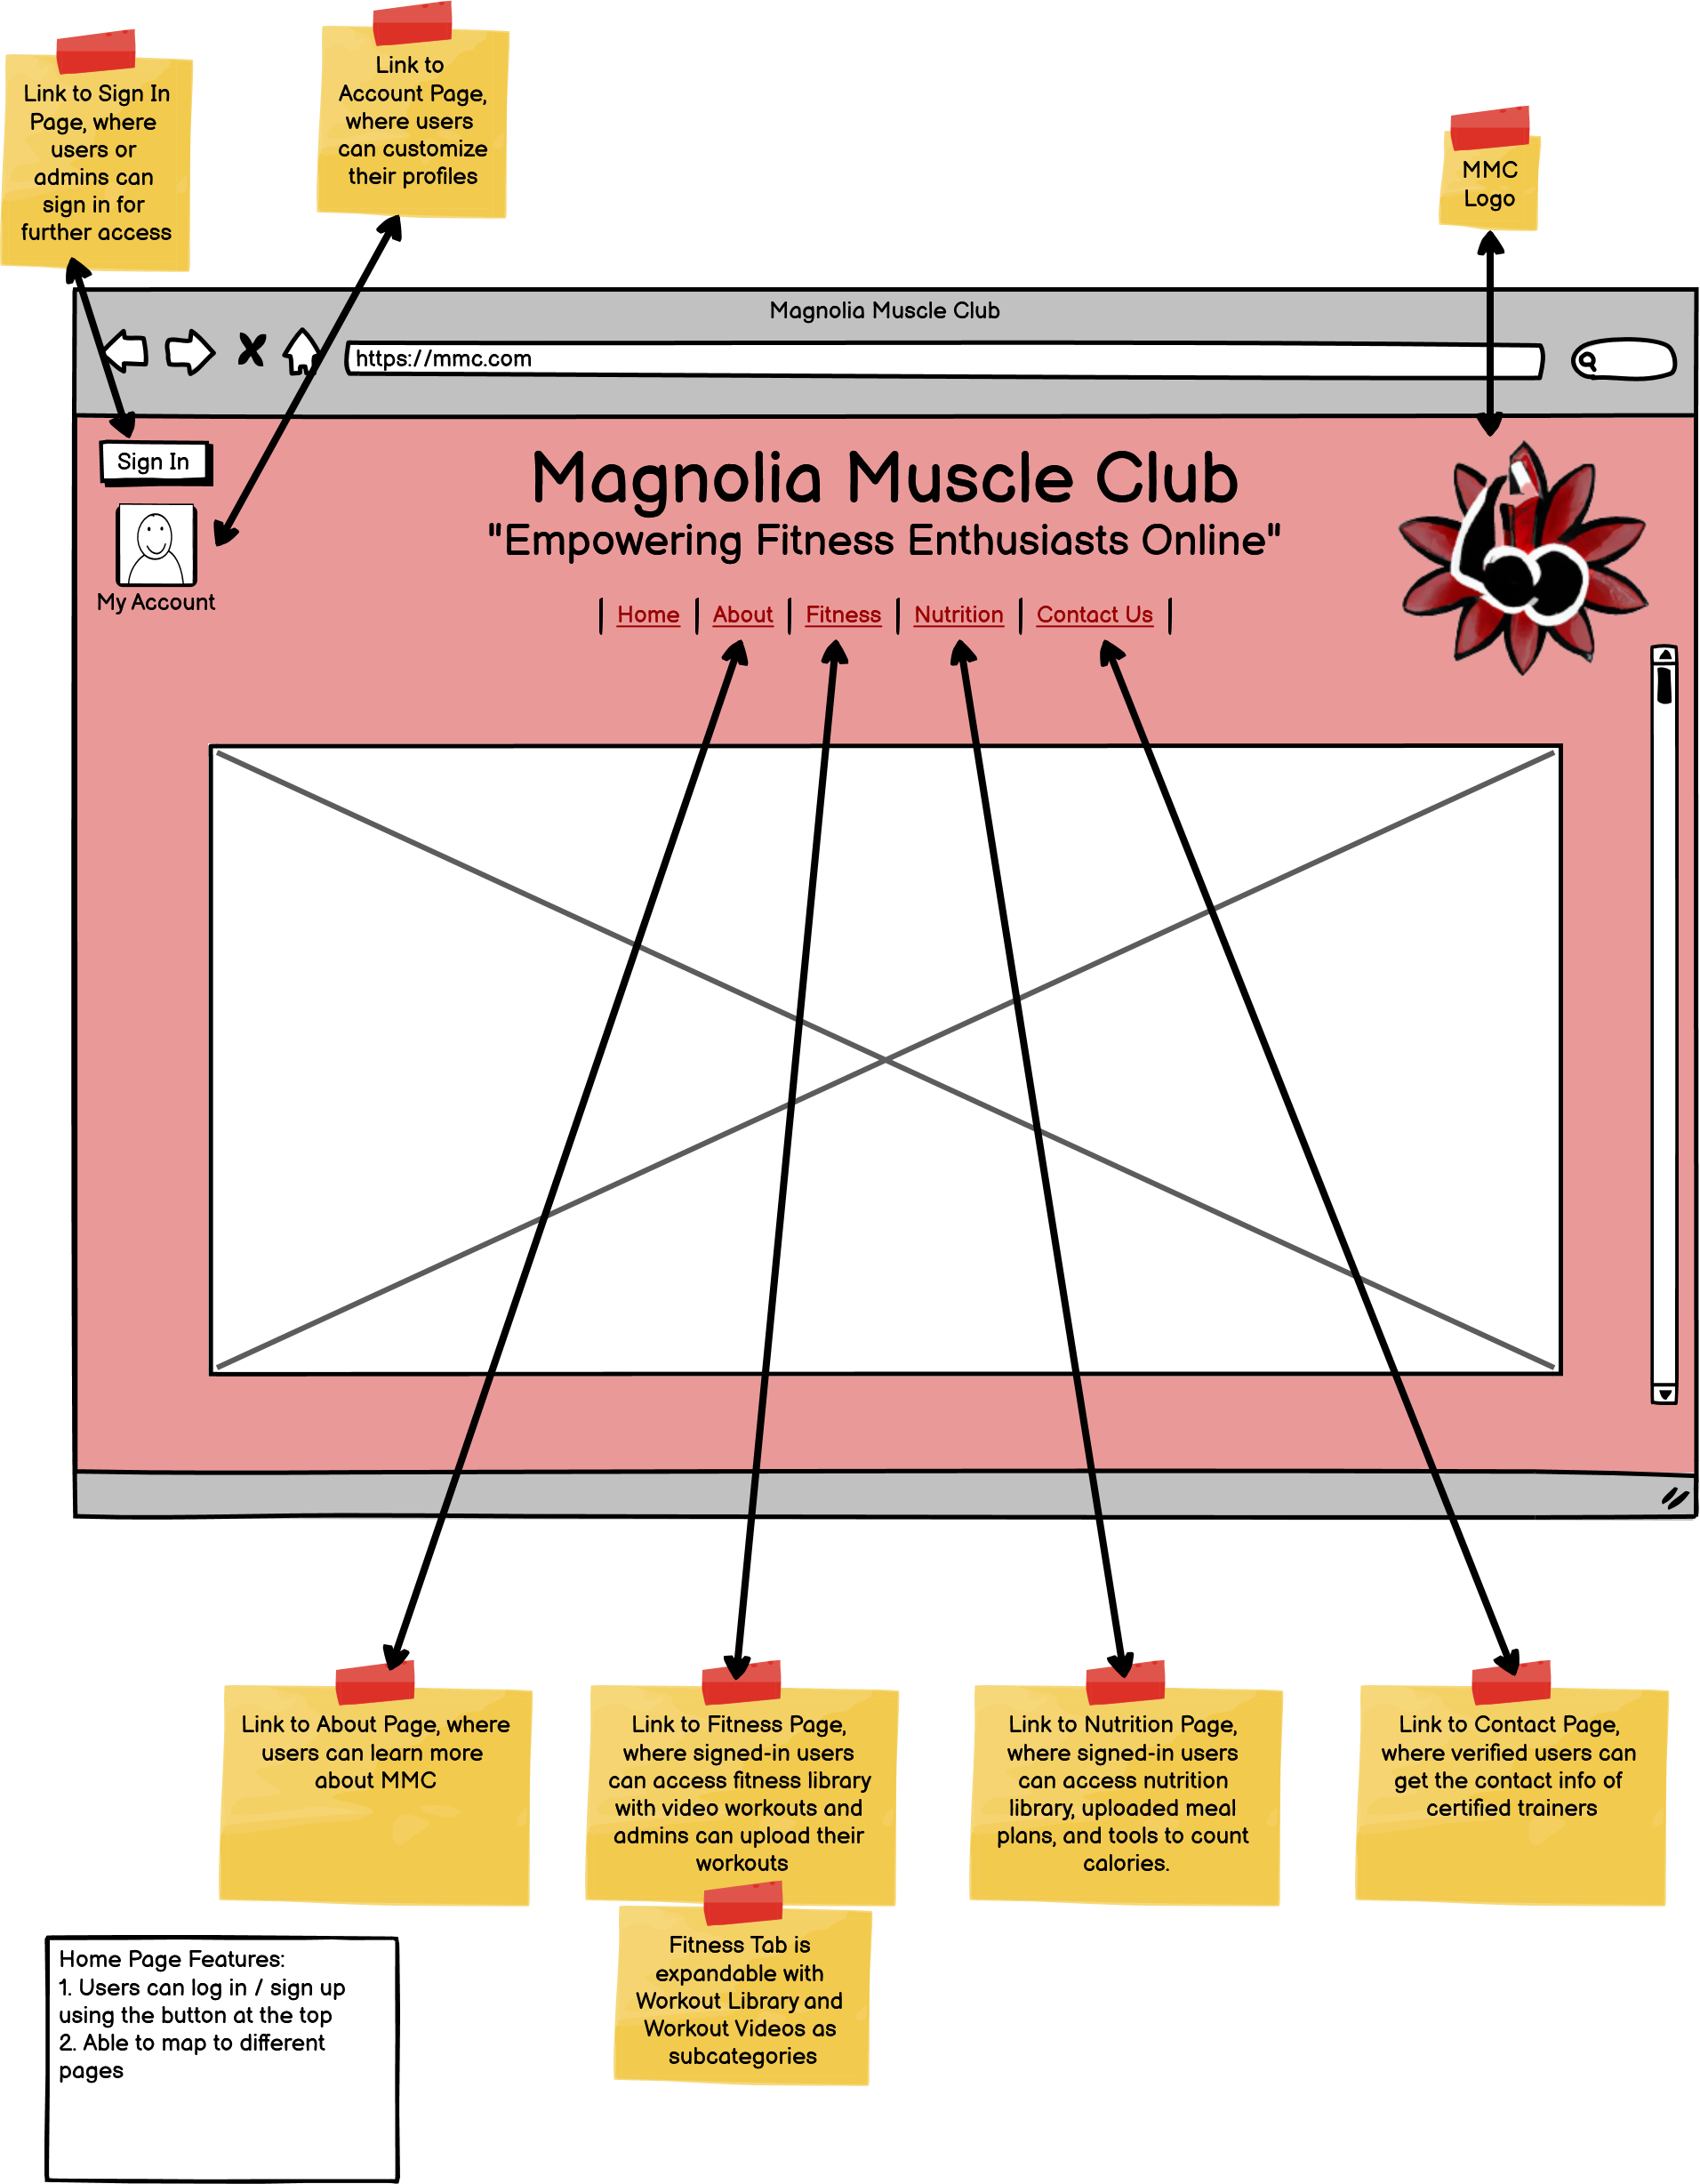 Link to Sign In
Page, where
users or
admins can
sign in for
further access
Link to
Account Page,
where users
can customize
their profiles
MMC
Logo
Magnolia Muscle Club
https://mmc.com
Sign In
My Account
Magnolia Muscle Club
"Empowering Fitness Enthusiasts Online"
| Home | About | Fitness | Nutrition | Contact Us |
Link to About Page, where
users can learn more
about MMC
Link to Fitness Page,
where signed-in users
can access fitness library
with video workouts and
admins can upload their
workouts
Link to Nutrition Page,
where signed-in users
can access nutrition
library, uploaded meal
plans, and tools to count
calories.
Link to Contact Page,
where verified users can
get the contact info of
certified trainers
Fitness Tab is
expandable with
Workout Library and
Workout Videos as
subcategories
Home Page Features:
1. Users can log in / sign up
using the button at the top
2. Able to map to different
pages